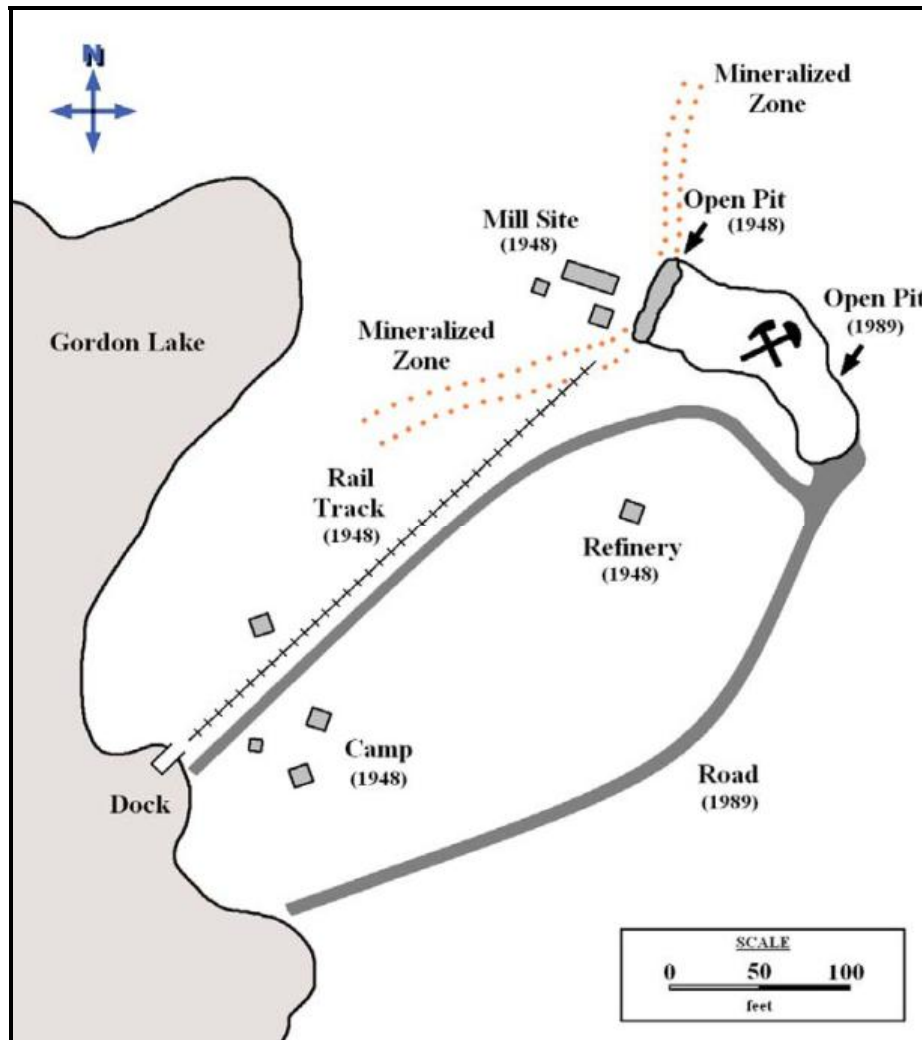 N
Mineralized
Zone
Open Pit
(1948)
Mill Site
(1948)
Open Pit
(1989)
Gordon Lake
Mineralized
Zone
Rail
Track
(1948)
Refinery
(1948)
Camp
(1948)
Dock
Road
(1989)
SCALE
0 50 100
feet